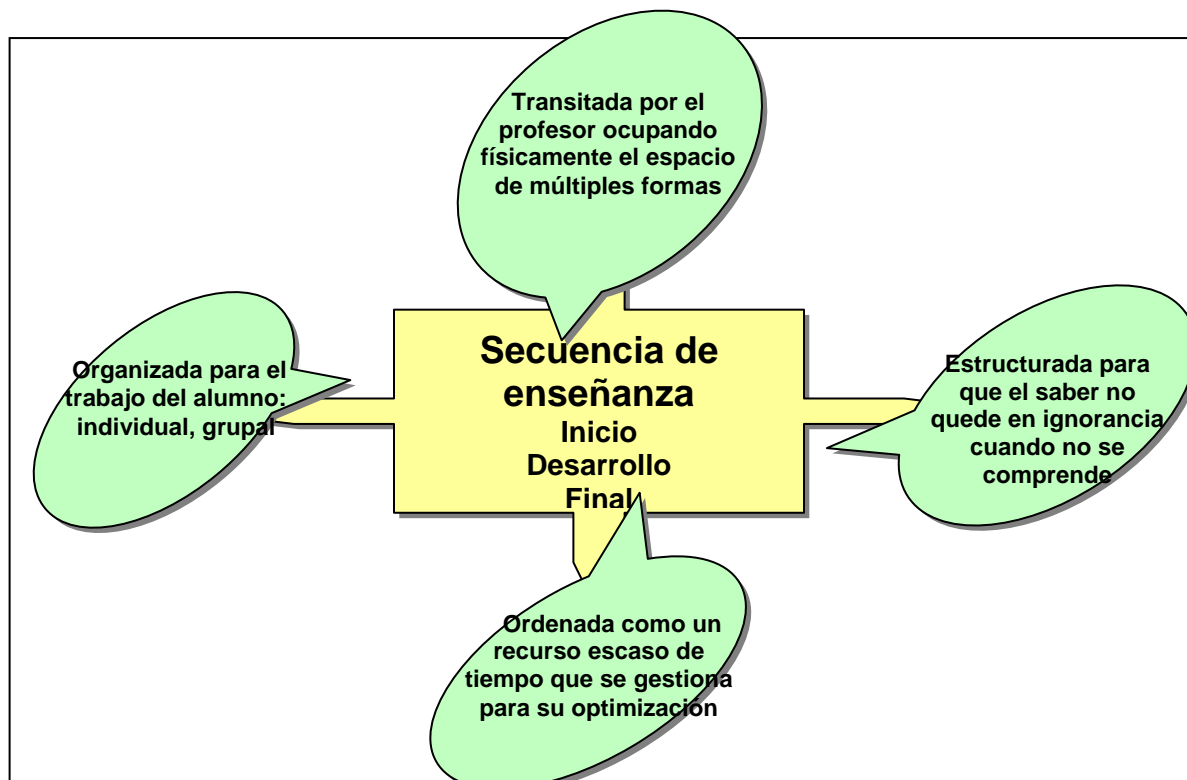 Transitada por el
profesor ocupando
físicamente el espacio
de múltiples formas
Organizada para el
trabajo del alumno:
individual, grupal
Secuencia de
enseñanza
Inicio
Desarrollo
Final
Estructurada para
que el saber no
quede en ignorancia
cuando no se
comprende
Ordenada como un
recurso escaso de
tiempo que se gestiona
para su optimización